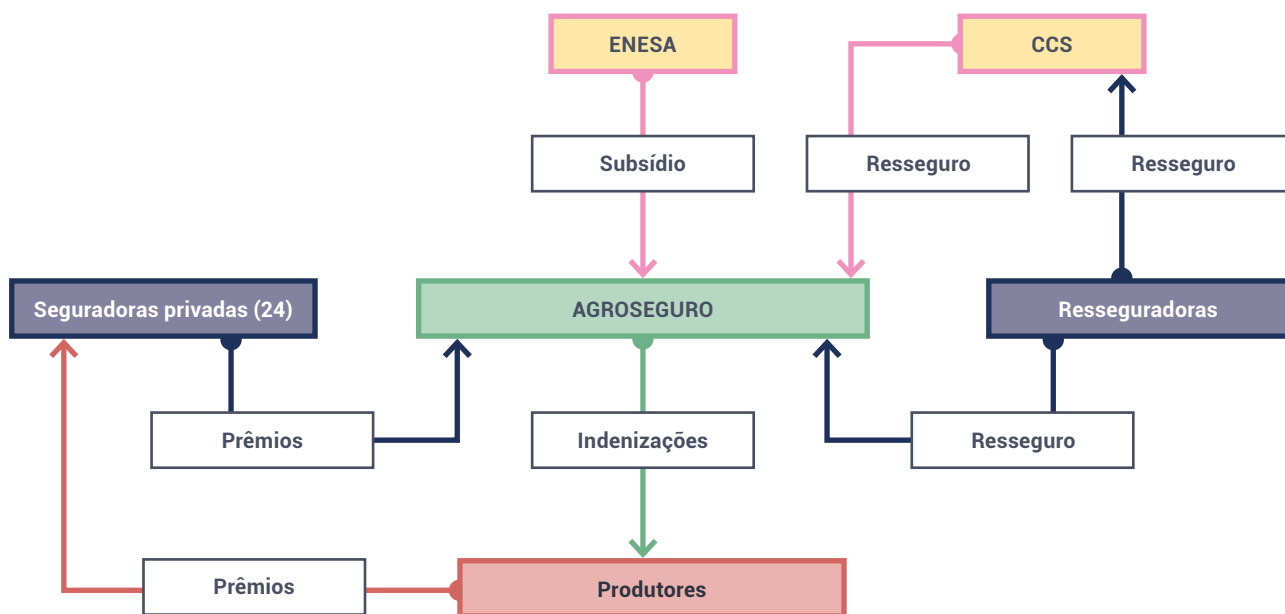 ENESA
CCS
Subsídio
Resseguro
Resseguro
Seguradoras privadas (24)
AGROSEGURO
Resseguradoras
Prêmios
Indenizações
Resseguro
Prêmios
Produtores